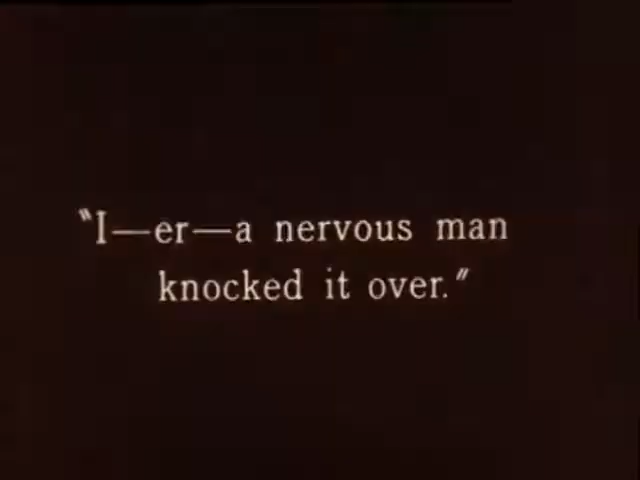 "I—er—a nervous man
knocked it over."